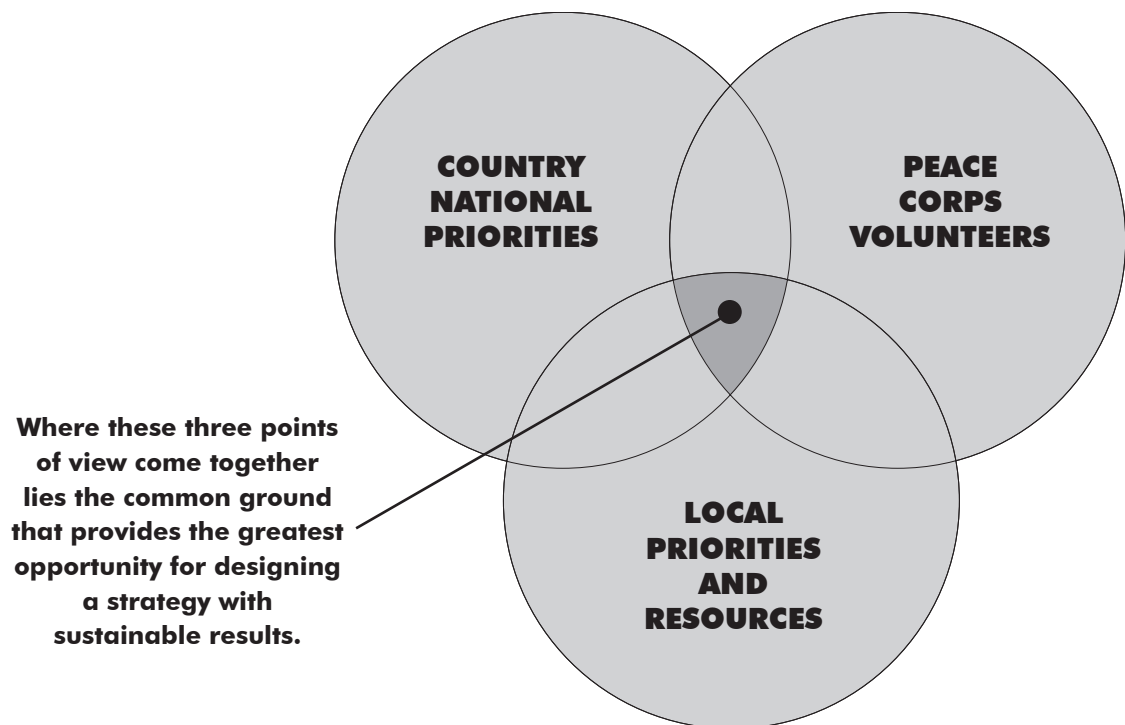 COUNTRY
NATIONAL
PRIORITIES
PEACE
CORPS
VOLUNTEERS
Where these three points
of view come together
lies the common ground
that provides the greatest
opportunity for designing
a strategy with
sustainable results.
LOCAL
PRIORITIES
AND
RESOURCES